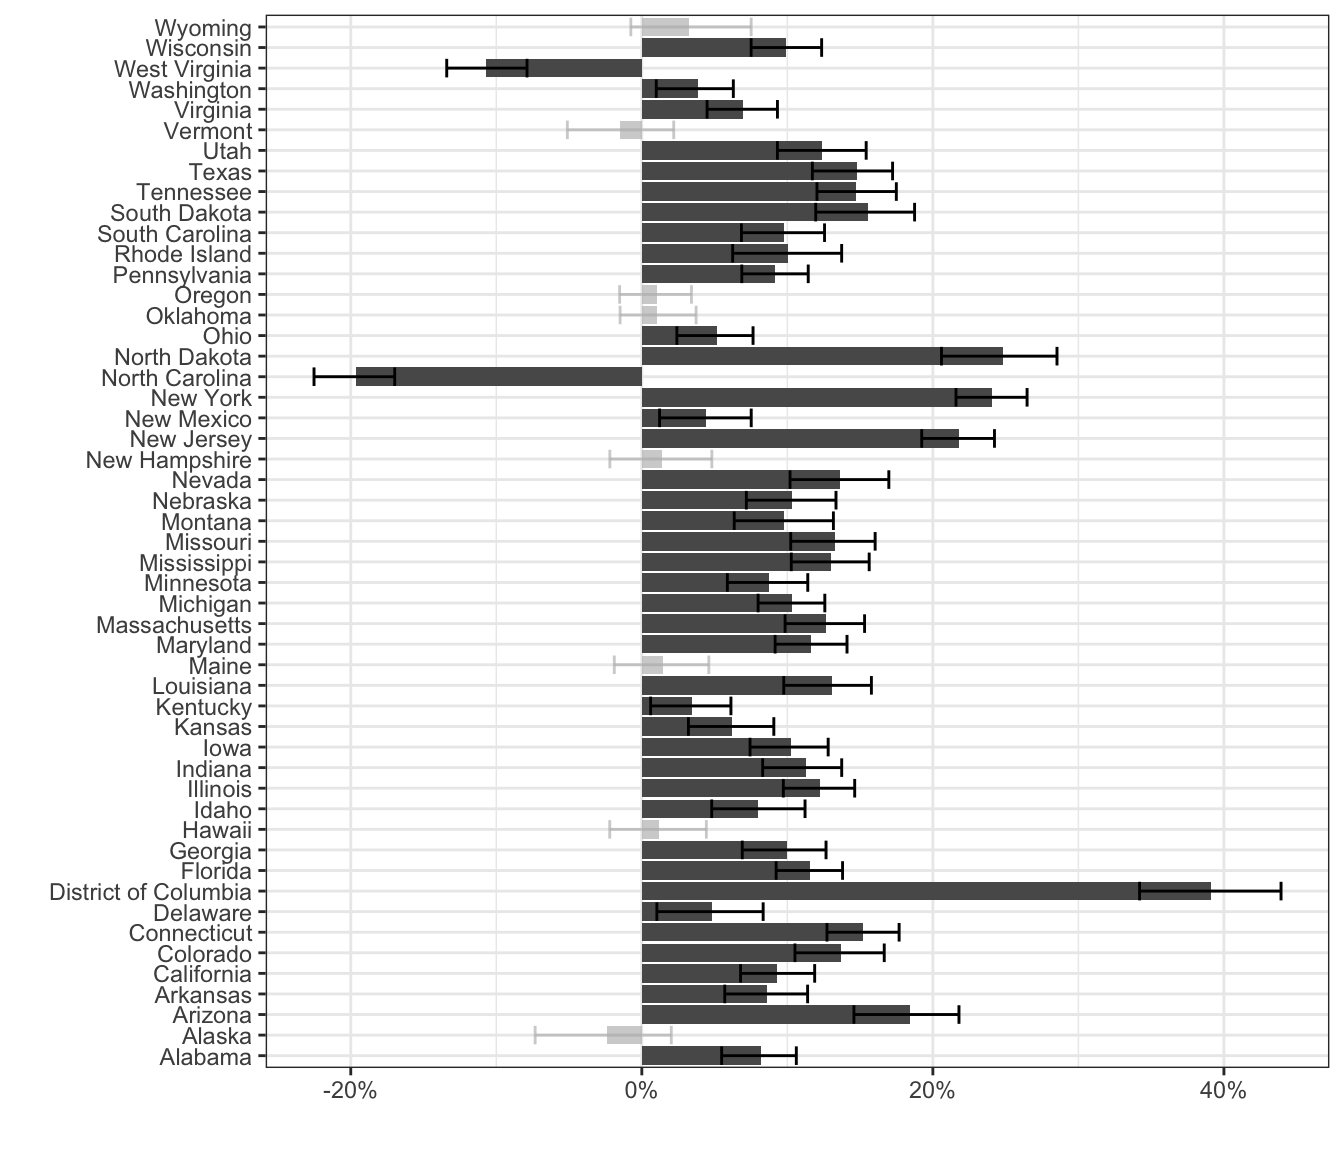 Wyoming
Wisconsin
West Virginia
Washington
Virginia
Vermont
Utah
Texas
Tennessee
South Dakota
South Carolina
Rhode Island
Pennsylvania
Oregon
Oklahoma
Ohio
North Dakota
North Carolina
New York
New Mexico
New Jersey
New Hampshire
Nevada
Nebraska
Montana
Missouri
Mississippi
Minnesota
Michigan
Massachusetts
Maryland
Maine
Louisiana
Kentucky
Kansas
Iowa
Indiana
Illinois
Idaho
Hawaii
Georgia
Florida
District of Columbia
Delaware
Connecticut
Colorado
California
Arkansas
Arizona
Alaska
Alabama
-20% 0% 20% 40%